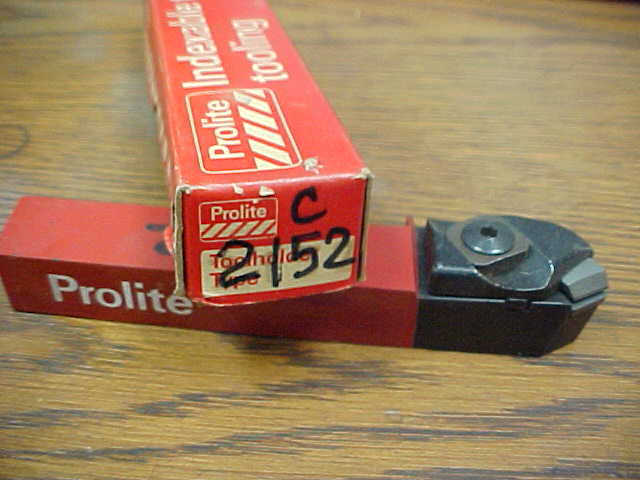 Indexable
tooling
Prolite
Prolite
C
2152
Toolholder
Type
Prolite